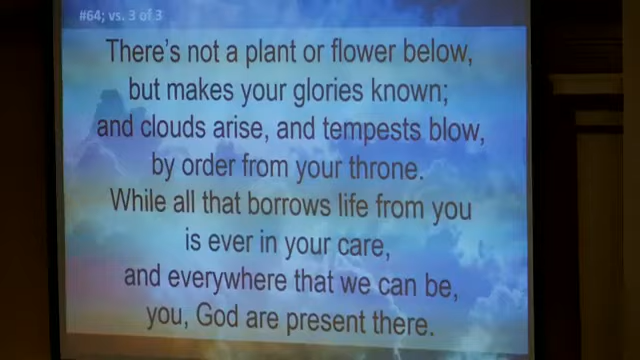 #64; vs. 3 of 3
There's not a plant or flower below,
but makes your glories known;
and clouds arise, and tempests blow,
by order from your throne.
While all that borrows life from you
is ever in your care,
and everywhere that we can be,
you, God are present there.